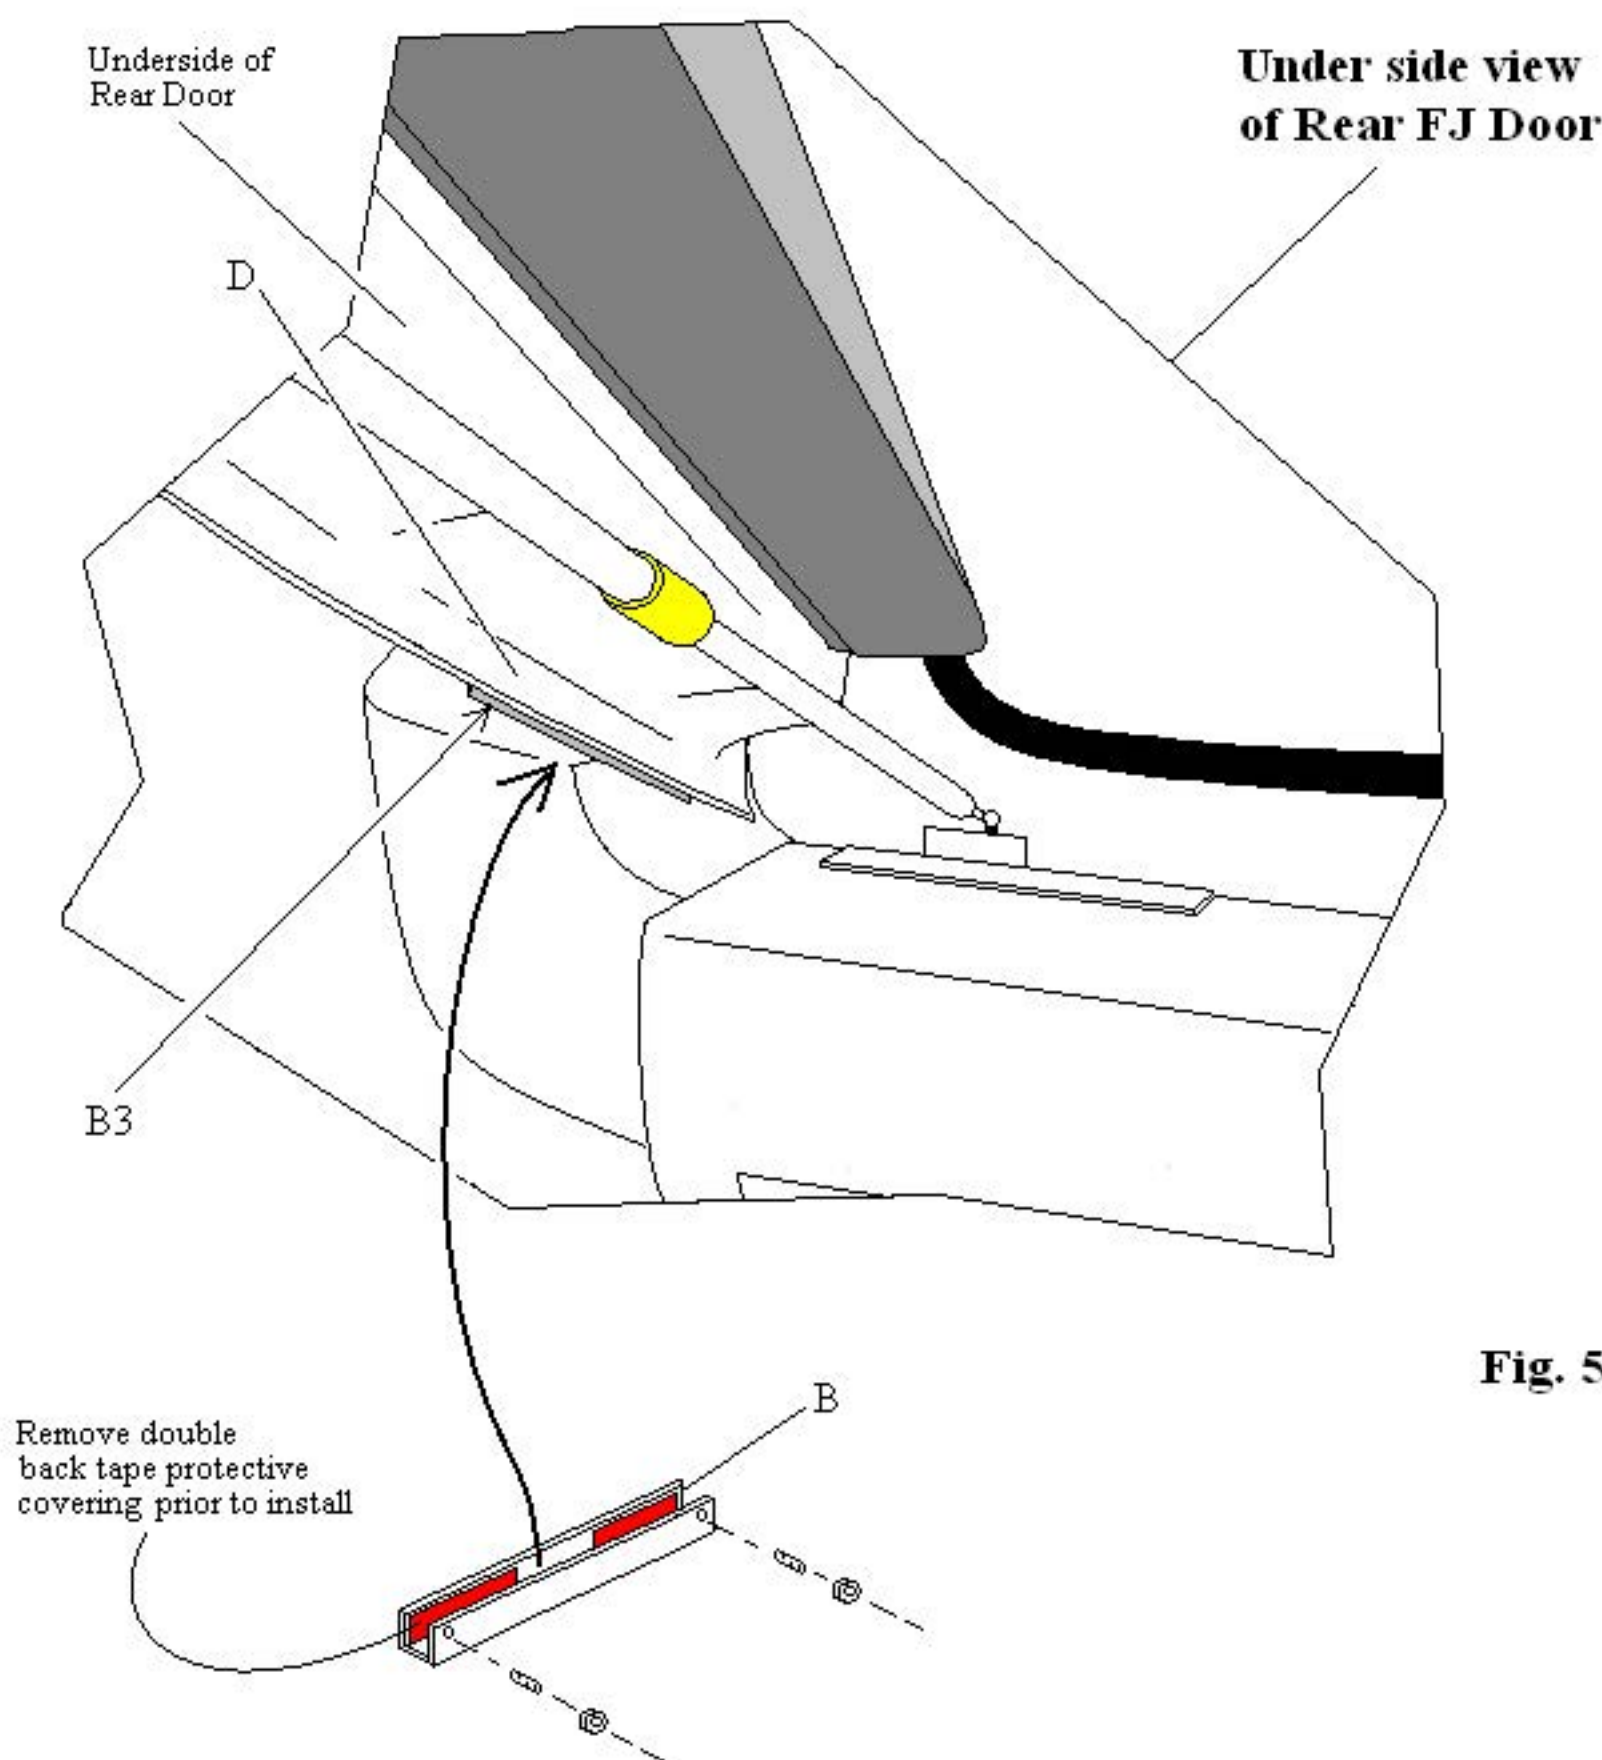 Underside of
Rear Door
Under side view
of Rear FJ Door
D
B3
Fig. 5
B
Remove double
back tape protective
covering prior to install